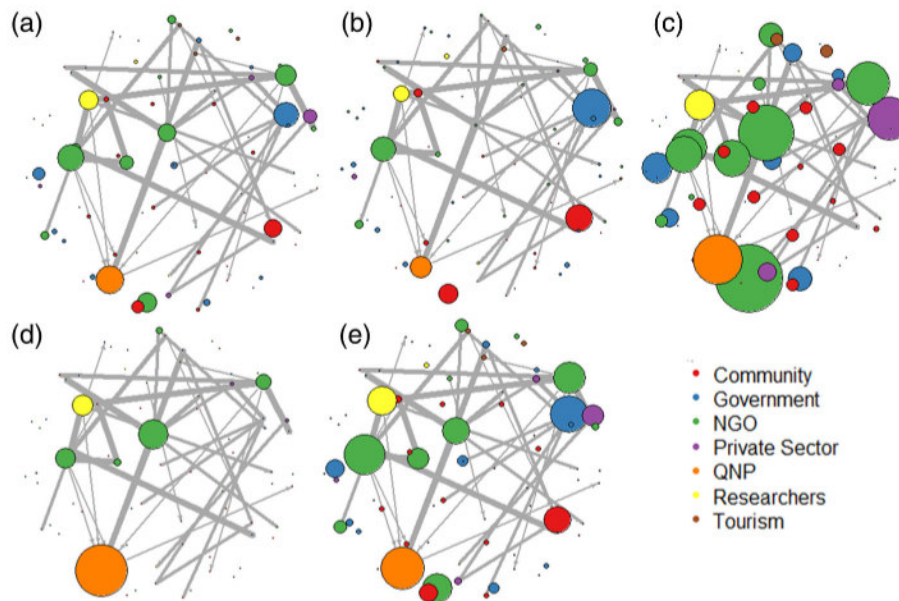 (a)
(b)
(c)
(d)
(e)
Community
Government
NGO
Private Sector
QNP
Researchers
Tourism